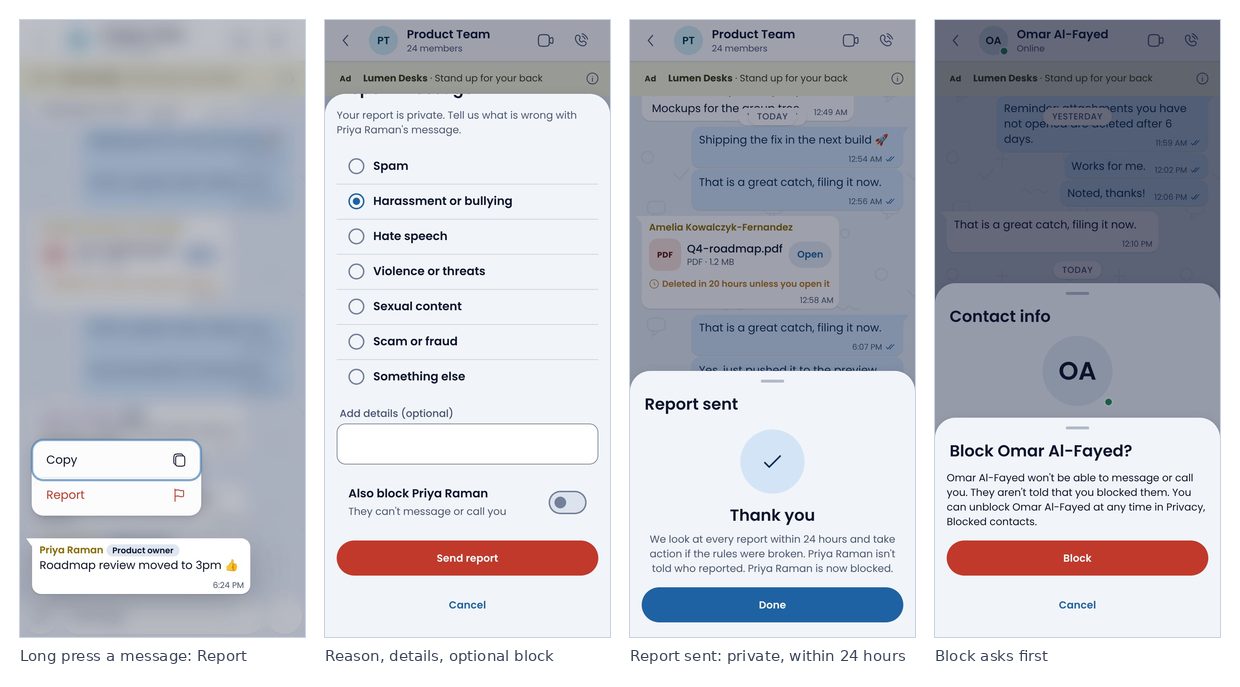 Copy
Report
Priya Raman Product owner
Roadmap review moved to 3pm 👍
6:24 PM
Long press a message: Report
PT
Product Team
24 members
Ad Lumen Desks · Stand up for your back
Your report is private. Tell us what is wrong with
Priya Raman's message.
Spam
Harassment or bullying
Hate speech
Violence or threats
Sexual content
Scam or fraud
Something else
Add details (optional)
Also block Priya Raman
They can't message or call you
Send report
Cancel
Reason, details, optional block
PT
Product Team
24 members
Ad Lumen Desks · Stand up for your back
Mockups for the group tree
12:49 AM
TODAY
Shipping the fix in the next build 🚀
12:54 AM
That is a great catch, filing it now.
12:56 AM
Amelia Kowalczyk-Fernandez
PDF
Q4-roadmap.pdf
PDF · 1.2 MB
Open
Deleted in 20 hours unless you open it
12:58 AM
That is a great catch, filing it now.
6:07 PM
Yes, just pushed it to the preview
Report sent
Thank you
We look at every report within 24 hours and take
action if the rules were broken. Priya Raman isn't
told who reported. Priya Raman is now blocked.
Done
Report sent: private, within 24 hours
OA
Omar Al-Fayed
Online
Ad Lumen Desks · Stand up for your back
Reminder: attachments you have
YESTERDAY
not opened are deleted after 6
days.
11:59 AM
Works for me.
12:02 PM
Noted, thanks!
12:06 PM
That is a great catch, filing it now.
12:10 PM
TODAY
Contact info
OA
Block Omar Al-Fayed?
Omar Al-Fayed won't be able to message or call
you. They aren't told that you blocked them. You
can unblock Omar Al-Fayed at any time in Privacy,
Blocked contacts.
Block
Cancel
Block asks first